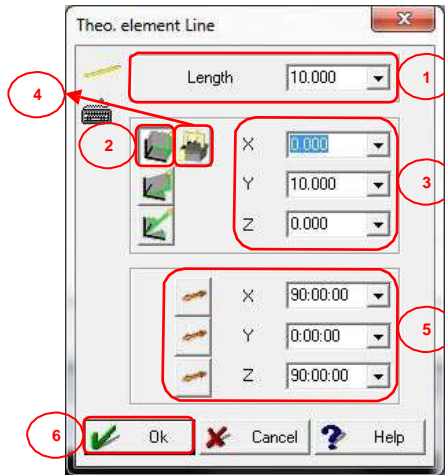 Theo. element Line
Length 10.000 1
4
2 X 0.000
Y 10.000 3
Z 0.000
X 90:00:00
Y 0:00:00 5
Z 90:00:00
6 Ok Cancel ? Help